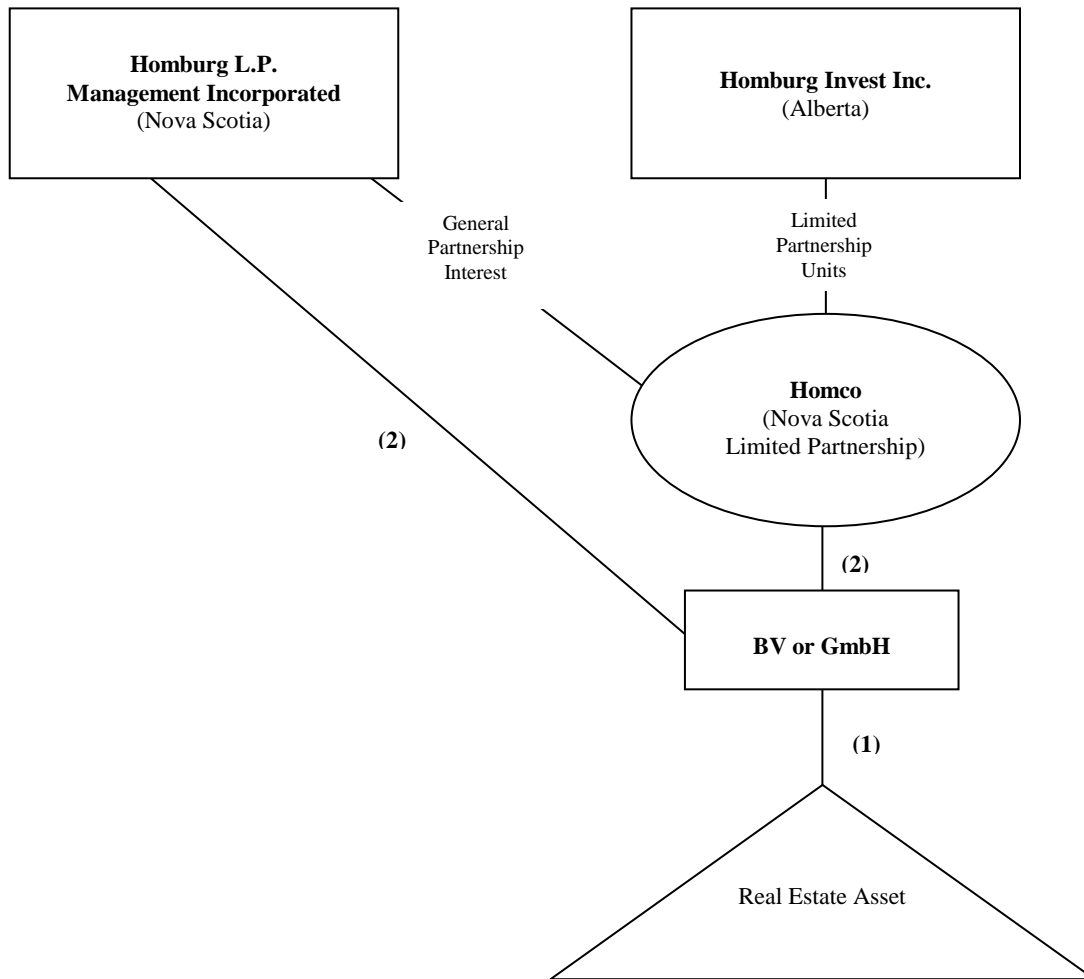 Homburg L.P.
Management Incorporated
(Nova Scotia)
Homburg Invest Inc.
(Alberta)
General
Partnership
Interest
Limited
Partnership
Units
Homco
(Nova Scotia
Limited Partnership)
(2)
(2)
BV or GmbH
(1)
Real Estate Asset